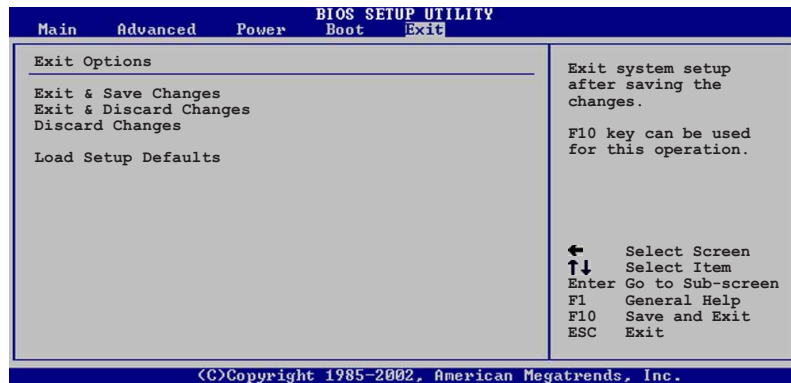 BIOS SETUP UTILITY
Main Advanced Power Boot Exit
Exit Options
Exit & Save Changes
Exit & Discard Changes
Discard Changes
Load Setup Defaults
Exit system setup
after saving the
changes.
F10 key can be used
for this operation.
← Select Screen
↑↓ Select Item
Enter Go to Sub-screen
F1 General Help
F10 Save and Exit
ESC Exit
(C)Copyright 1985-2002, American Megatrends, Inc.